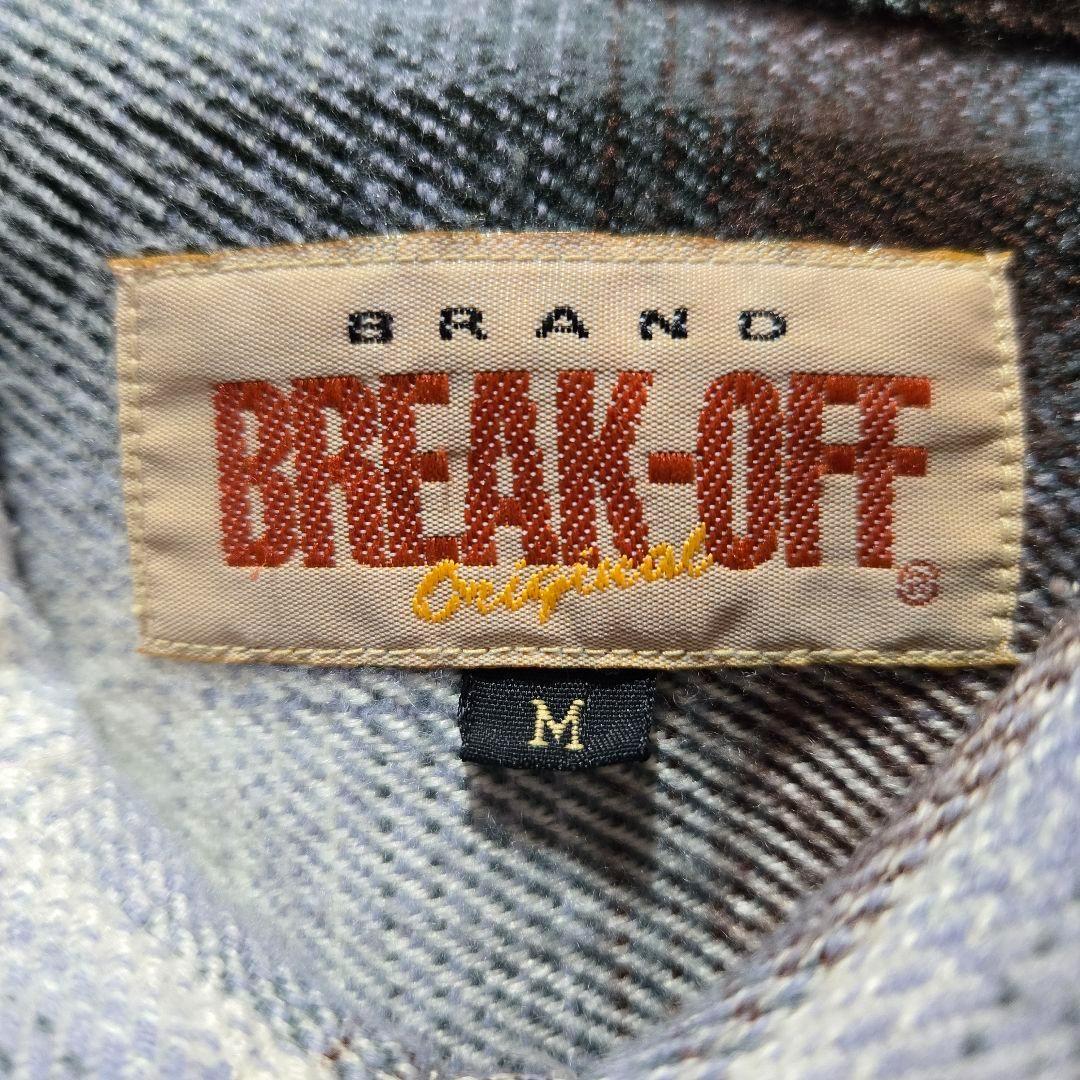 BRAND
BREAK-OFF
Original ®
M